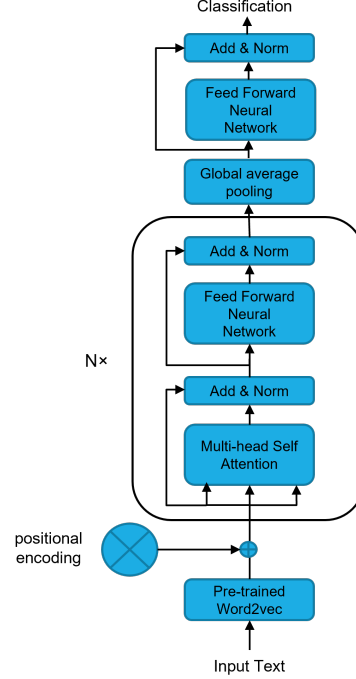 Classification
Add & Norm
Feed Forward
Neural
Network
Global average
pooling
Add & Norm
Feed Forward
Neural
Network
N×
Add & Norm
Multi-head Self
Attention
positional
encoding
Pre-trained
Word2vec
Input Text